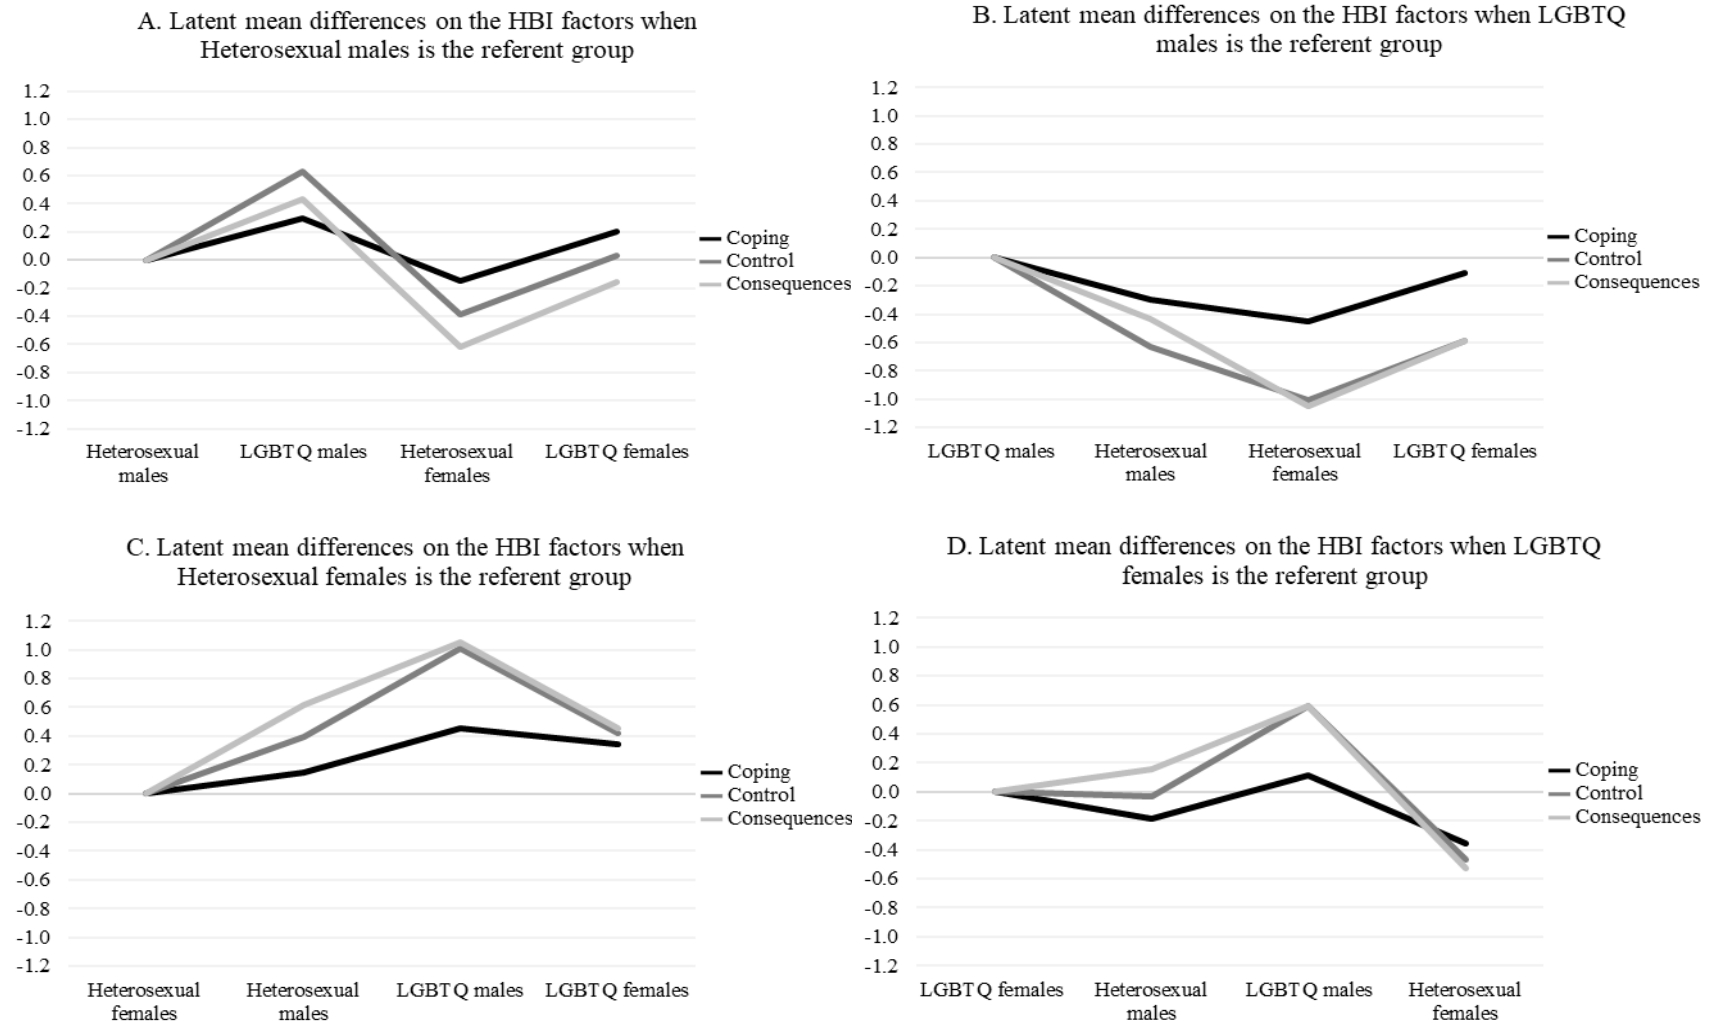 A. Latent mean differences on the HBI factors when
Heterosexual males is the referent group
1.2
1.0
0.8
0.6
0.4
0.2
0.0
-0.2
-0.4
-0.6
-0.8
-1.0
-1.2
Heterosexual
males
LGBTQ males
Heterosexual
females
LGBTQ females
Coping
Control
Consequences
B. Latent mean differences on the HBI factors when LGBTQ
males is the referent group
1.2
1.0
0.8
0.6
0.4
0.2
0.0
-0.2
-0.4
-0.6
-0.8
-1.0
-1.2
LGBTQ males
Heterosexual
males
Heterosexual
females
LGBTQ females
Coping
Control
Consequences
C. Latent mean differences on the HBI factors when
Heterosexual females is the referent group
1.2
1.0
0.8
0.6
0.4
0.2
0.0
-0.2
-0.4
-0.6
-0.8
-1.0
-1.2
Heterosexual
females
Heterosexual
males
LGBTQ males
LGBTQ females
Coping
Control
Consequences
D. Latent mean differences on the HBI factors when LGBTQ
females is the referent group
1.2
1.0
0.8
0.6
0.4
0.2
0.0
-0.2
-0.4
-0.6
-0.8
-1.0
-1.2
LGBTQ females
Heterosexual
males
LGBTQ males
Heterosexual
females
Coping
Control
Consequences